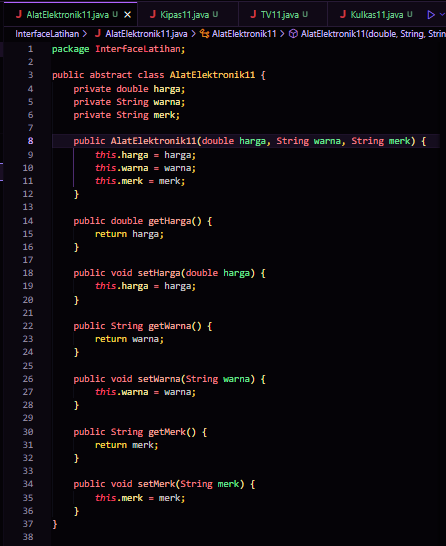 J AlatElektronik11.java U × J Kipas11.java U J TV11.java U J Kulkas11.java U
InterfaceLatihan > J AlatElektronik11.java > AlatElektronik11 > AlatElektronik11(double, String, Strin
1 package InterfaceLatihan;
2
3 public abstract class AlatElektronik11 {
4 private double harga;
5 private String warna;
6 private String merk;
7
8 public AlatElektronik11(double harga, String warna, String merk) {
9 this.harga = harga;
10 this.warna = warna;
11 this.merk = merk;
12 }
13
14 public double getHarga() {
15 return harga;
16 }
17
18 public void setHarga(double harga) {
19 this.harga = harga;
20 }
21
22 public String getWarna() {
23 return warna;
24 }
25
26 public void setWarna(String warna) {
27 this.warna = warna;
28 }
29
30 public String getMerk() {
31 return merk;
32 }
33
34 public void setMerk(String merk) {
35 this.merk = merk;
36 }
37 }
38